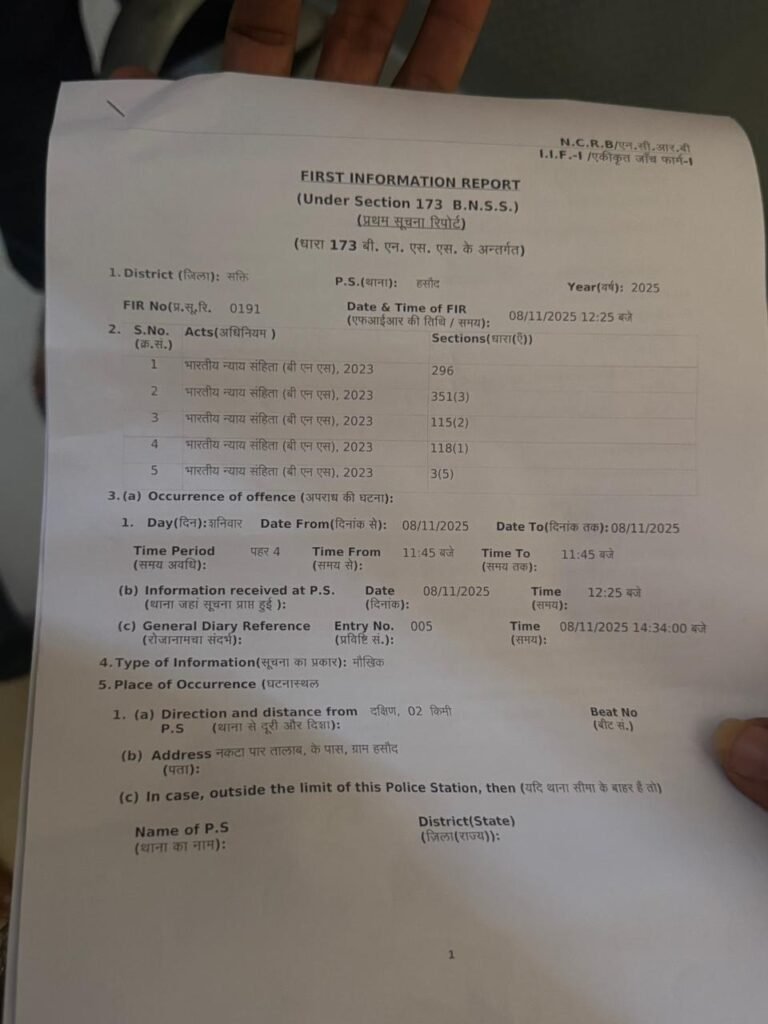 N.C.R.B/एन.सी.आर.बी
I.I.F.-I /एकीकृत जाँच फार्म-I
FIRST INFORMATION REPORT
(Under Section 173 B.N.S.S.)
(प्रथम सूचना रिपोर्ट)
(धारा 173 बी. एन. एस. एस. के अन्तर्गत)
1. District (ज़िला): सक्ति P.S.(थाना): हसौद Year(वर्ष): 2025
FIR No(प्र.सू.रि. 0191 Date & Time of FIR 08/11/2025 12:25 बजे
(एफआईआर की तिथि / समय):
2. S.No. Acts(अधिनियम ) Sections(धारा(एँ))
(क्र.सं.)
1 भारतीय न्याय संहिता (बी एन एस), 2023 296
2 भारतीय न्याय संहिता (बी एन एस), 2023 351(3)
3 भारतीय न्याय संहिता (बी एन एस), 2023 115(2)
4 भारतीय न्याय संहिता (बी एन एस), 2023 118(1)
5 भारतीय न्याय संहिता (बी एन एस), 2023 3(5)
3. (a) Occurrence of offence (अपराध की घटना):
1. Day(दिन): शनिवार Date From(दिनांक से): 08/11/2025 Date To(दिनांक तक): 08/11/2025
Time Period पहर 4 Time From 11:45 बजे Time To 11:45 बजे
(समय अवधि): (समय से): (समय तक):
(b) Information received at P.S. Date 08/11/2025 Time 12:25 बजे
(थाना जहां सूचना प्राप्त हुई ): (दिनांक): (समय):
(c) General Diary Reference Entry No. 005 Time 08/11/2025 14:34:00 बजे
(रोजानामचा संदर्भ): (प्रविष्टि सं.): (समय):
4. Type of Information(सूचना का प्रकार): मौखिक
5. Place of Occurrence (घटनास्थल
1. (a) Direction and distance from दक्षिण, 02 किमी Beat No
P.S (थाना से दूरी और दिशा): (बीट सं.)
(b) Address नकटा पार तालाब, के पास, ग्राम हसौद
(पता):
(c) In case, outside the limit of this Police Station, then (यदि थाना सीमा के बाहर है तो)
Name of P.S District(State)
(थाना का नाम): (ज़िला(राज्य)):
1